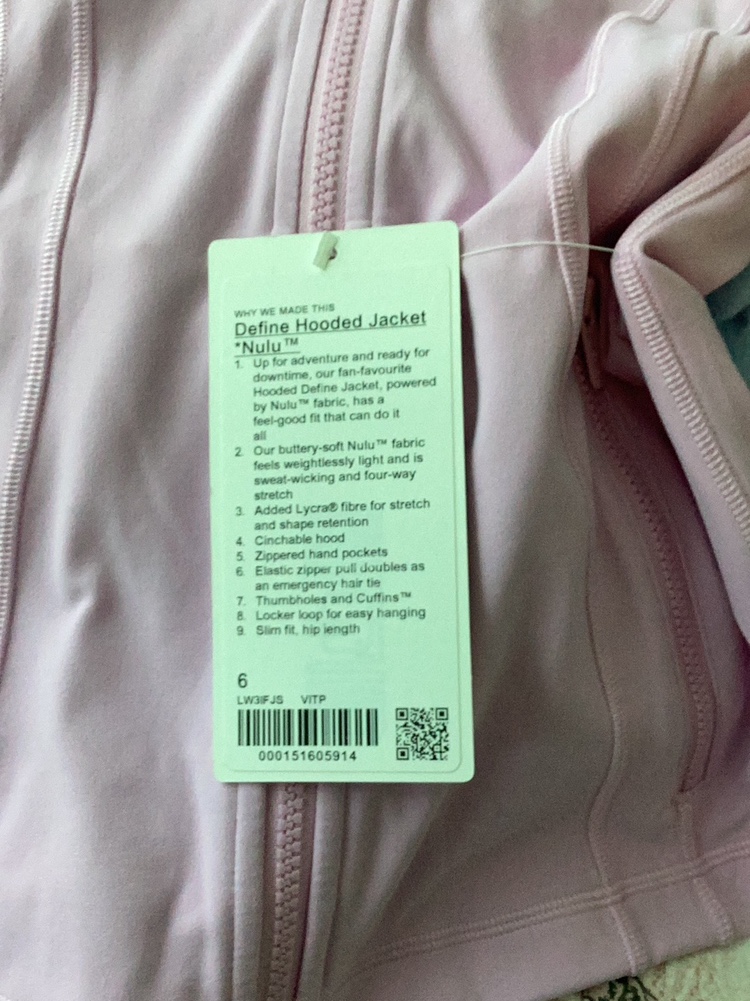 WHY WE MADE THIS
Define Hooded Jacket
*Nulu™
1. Up for adventure and ready for
downtime, our fan-favourite
Hooded Define Jacket, powered
by Nulu™ fabric, has a
feel-good fit that can do it
all
2. Our buttery-soft Nulu™ fabric
feels weightlessly light and is
sweat-wicking and four-way
stretch
3. Added Lycra® fibre for stretch
and shape retention
4. Cinchable hood
5. Zippered hand pockets
6. Elastic zipper pull doubles as
an emergency hair tie
7. Thumbholes and Cuffins™
8. Locker loop for easy hanging
9. Slim fit, hip length
6
LW3IFJS VITP
000151605914